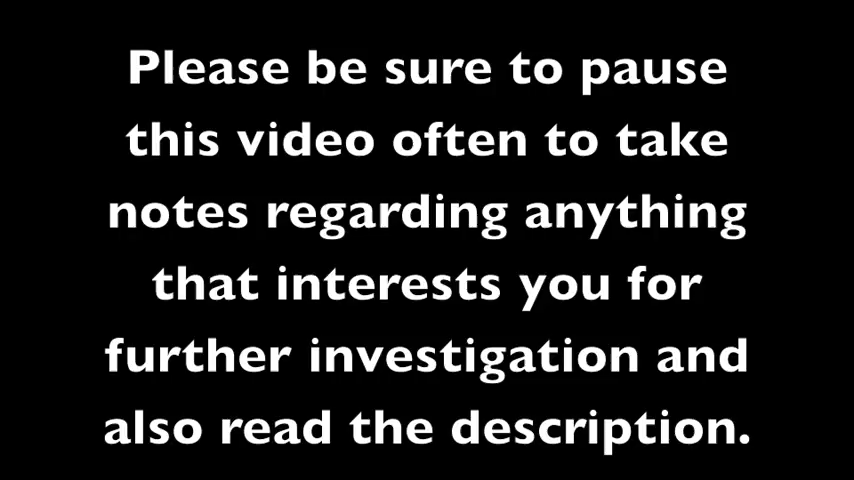 Please be sure to pause
this video often to take
notes regarding anything
that interests you for
further investigation and
also read the description.